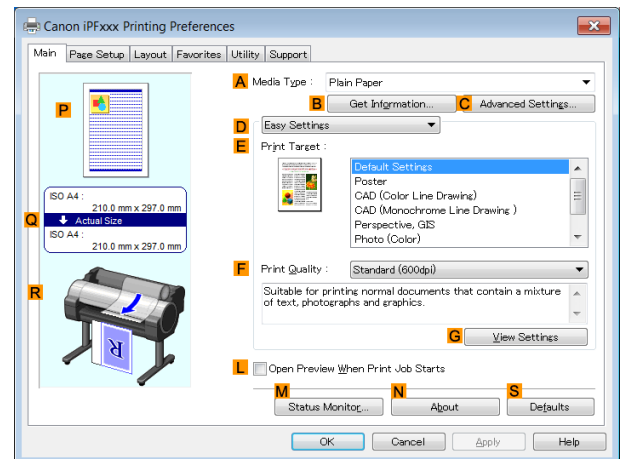 Canon iPFxxx Printing Preferences
Main Page Setup Layout Favorites Utility Support
A Media Type : Plain Paper
B Get Information... C Advanced Settings...
D Easy Settings
E Print Target :
Default Settings
Poster
CAD (Color Line Drawing)
CAD (Monochrome Line Drawing )
Perspective, GIS
Photo (Color)
P
ISO A4 :
210.0 mm x 297.0 mm
Q Actual Size
ISO A4 :
210.0 mm x 297.0 mm
R
R
F Print Quality : Standard (600dpi)
Suitable for printing normal documents that contain a mixture
of text, photographs and graphics.
G View Settings
L Open Preview When Print Job Starts
M Status Monitor... N About S Defaults
OK Cancel Apply Help